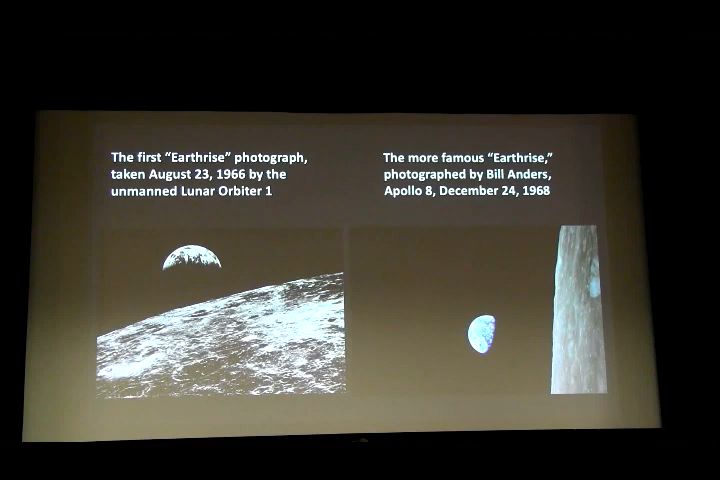 The first “Earthrise” photograph,
taken August 23, 1966 by the
unmanned Lunar Orbiter 1
The more famous “Earthrise,”
photographed by Bill Anders,
Apollo 8, December 24, 1968